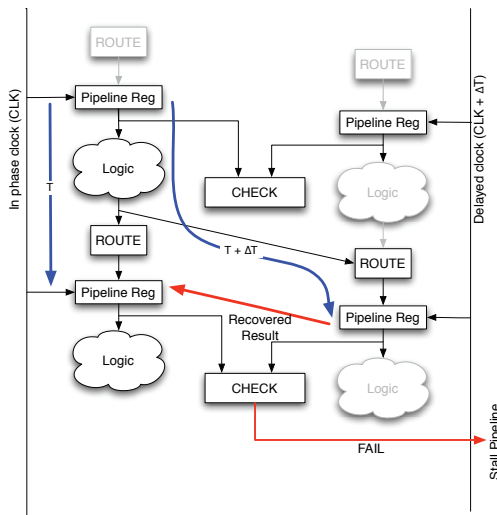 ROUTE
ROUTE
Pipeline Reg
Pipeline Reg
In phase clock (CLK)
Delayed clock (CLK + ΔT)
Logic
CHECK
Logic
T
ROUTE
T + ΔT
ROUTE
Pipeline Reg
Recovered
Result
Pipeline Reg
Logic
CHECK
Logic
FAIL
Stall Pipeline